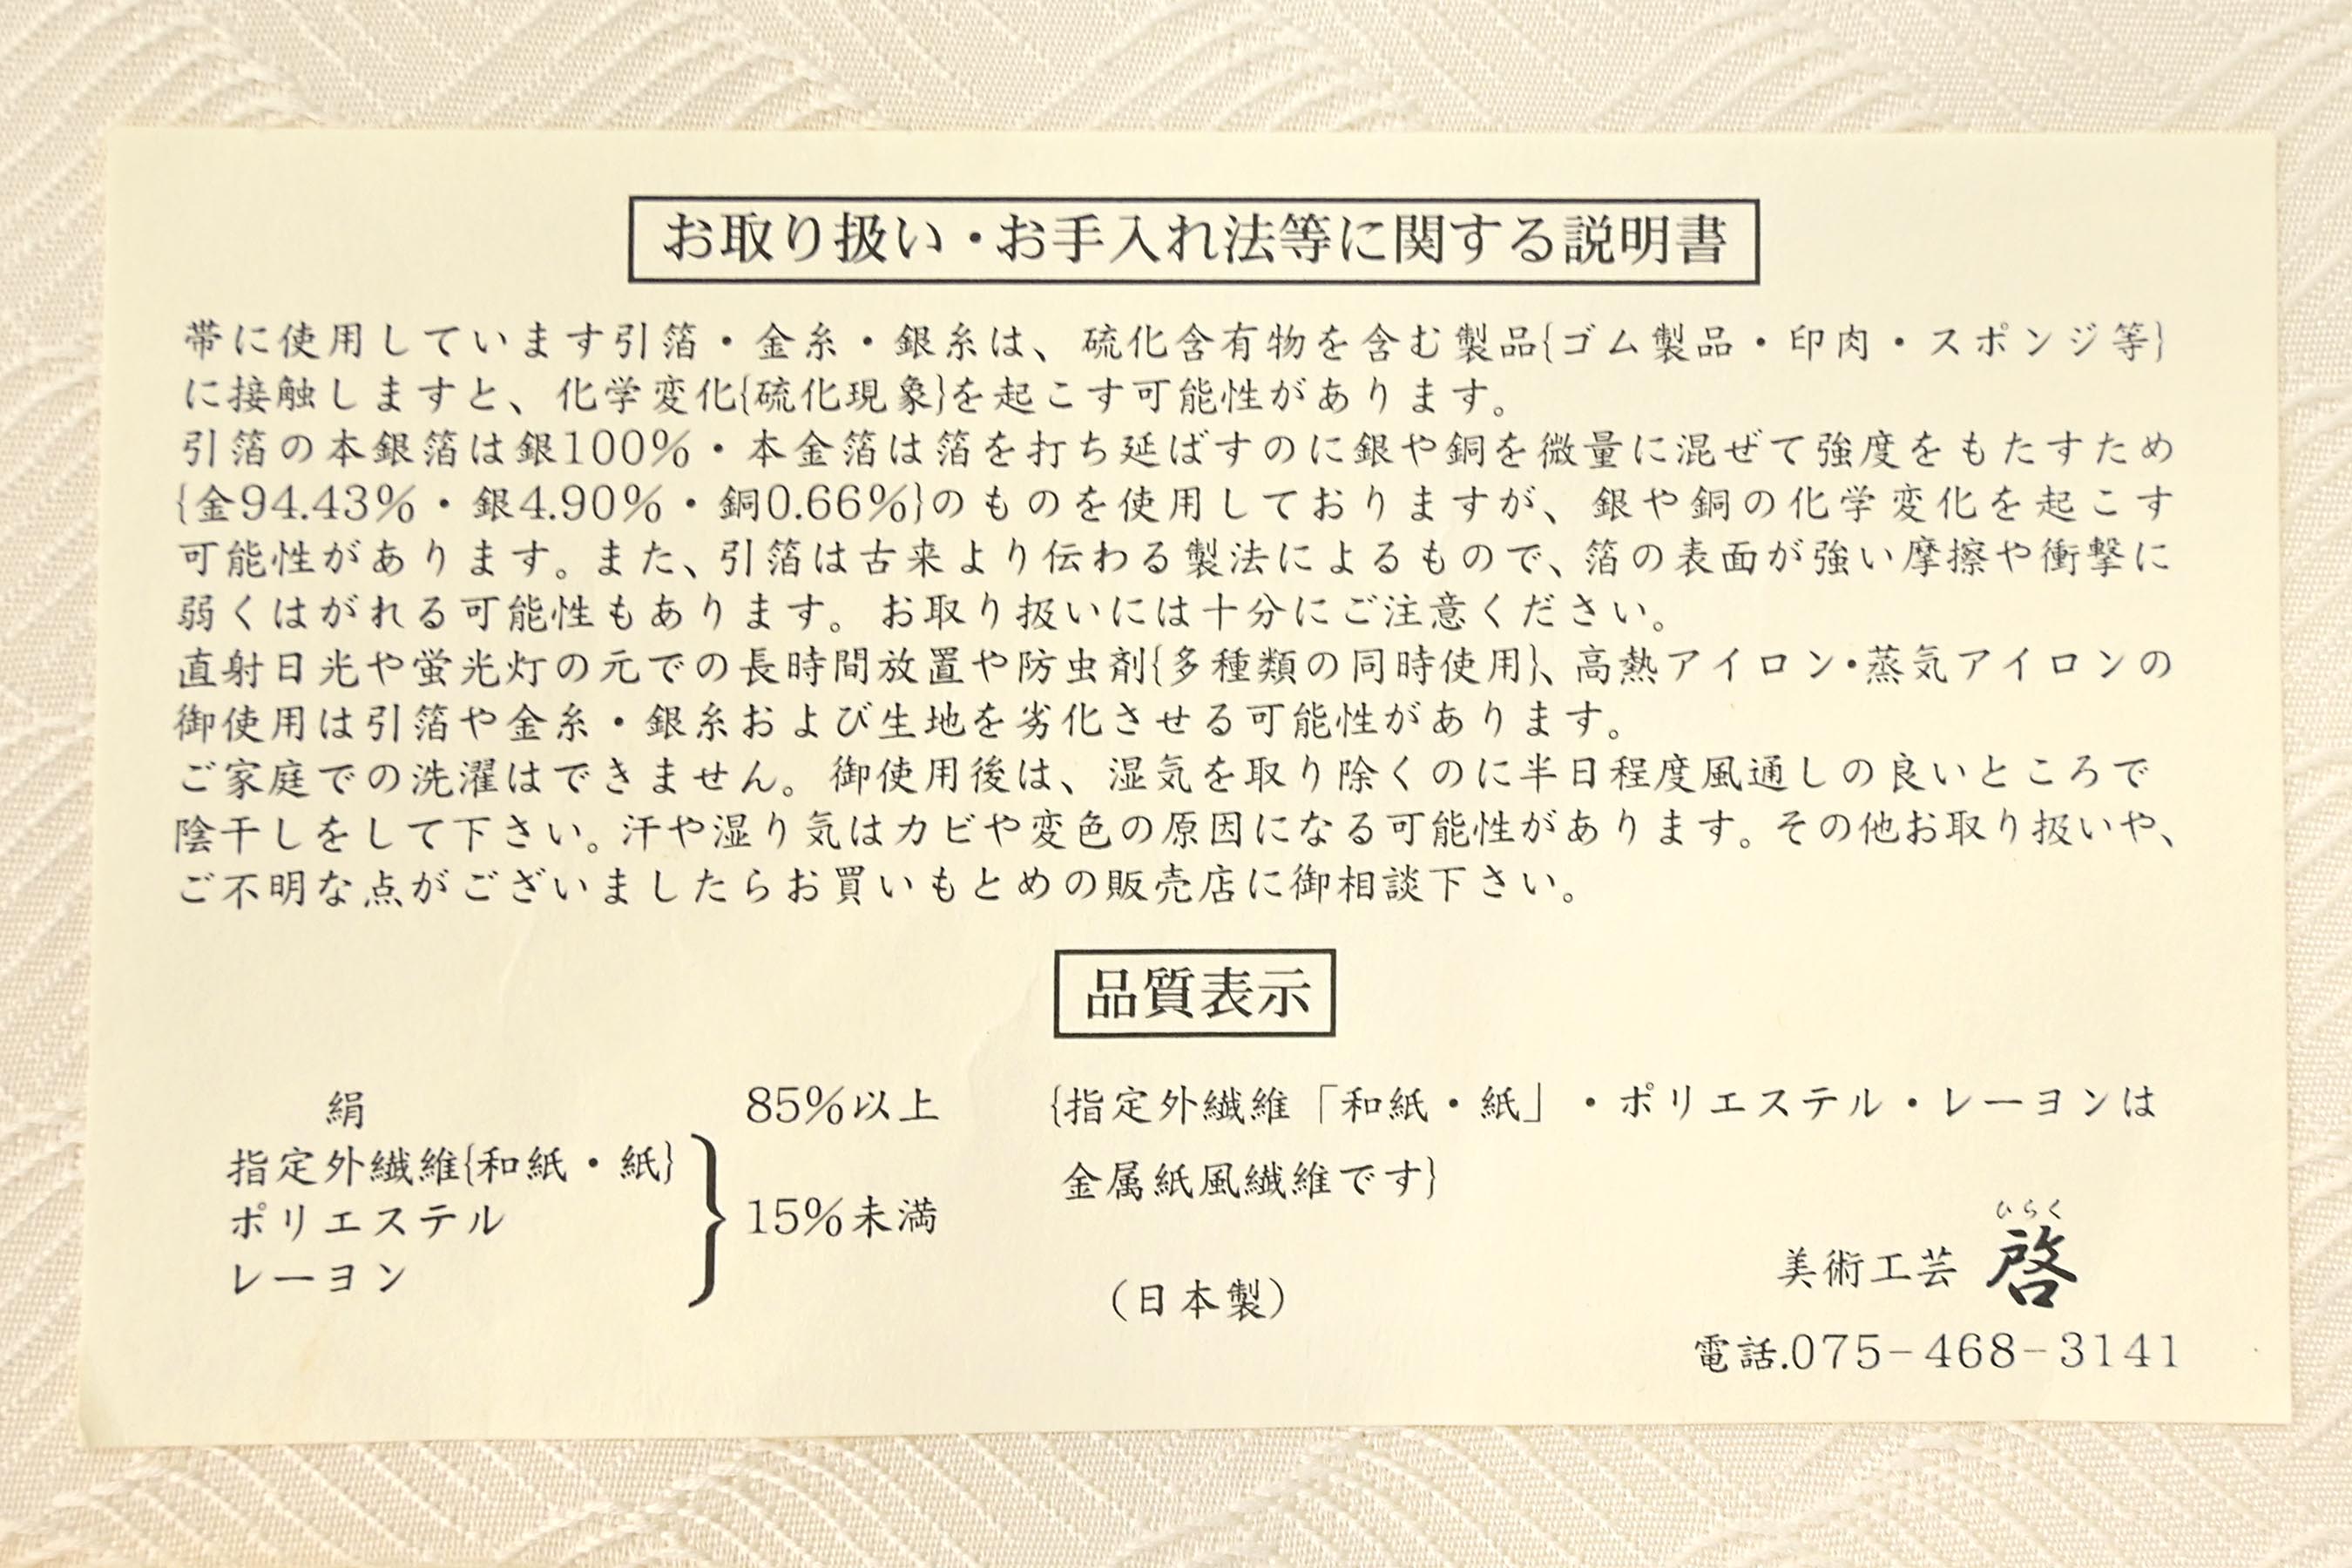 お取り扱い・お手入れ法等に関する説明書
帯に使用しています引箔・金糸・銀糸は、硫化含有物を含む製品{ゴム製品・印肉・スポンジ等}
に接触しますと、化学変化{硫化現象}を起こす可能性があります。
引箔の本銀箔は銀100%・本金箔は箔を打ち延ばすのに銀や銅を微量に混ぜて強度をもたすため
{金94.43%・銀4.90%・銅0.66%}のものを使用しておりますが、銀や銅の化学変化を起こす
可能性があります。また、引箔は古来より伝わる製法によるもので、箔の表面が強い摩擦や衝撃に
弱くはがれる可能性もあります。お取り扱いには十分にご注意ください。
直射日光や蛍光灯の元での長時間放置や防虫剤{多種類の同時使用}、高熱アイロン・蒸気アイロンの
御使用は引箔や金糸・銀糸および生地を劣化させる可能性があります。
ご家庭での洗濯はできません。御使用後は、湿気を取り除くのに半日程度風通しの良いところで
陰干しをして下さい。汗や湿り気はカビや変色の原因になる可能性があります。その他お取り扱いや、
ご不明な点がございましたらお買いもとめの販売店に御相談下さい。
品質表示
絹 85%以上
指定外繊維{和紙・紙}
ポリエステル
レーヨン
15%未満
{指定外繊維「和紙・紙」・ポリエステル・レーヨンは
金属紙風繊維です}
(日本製)
ひらく
美術工芸 啓
電話.075-468-3141